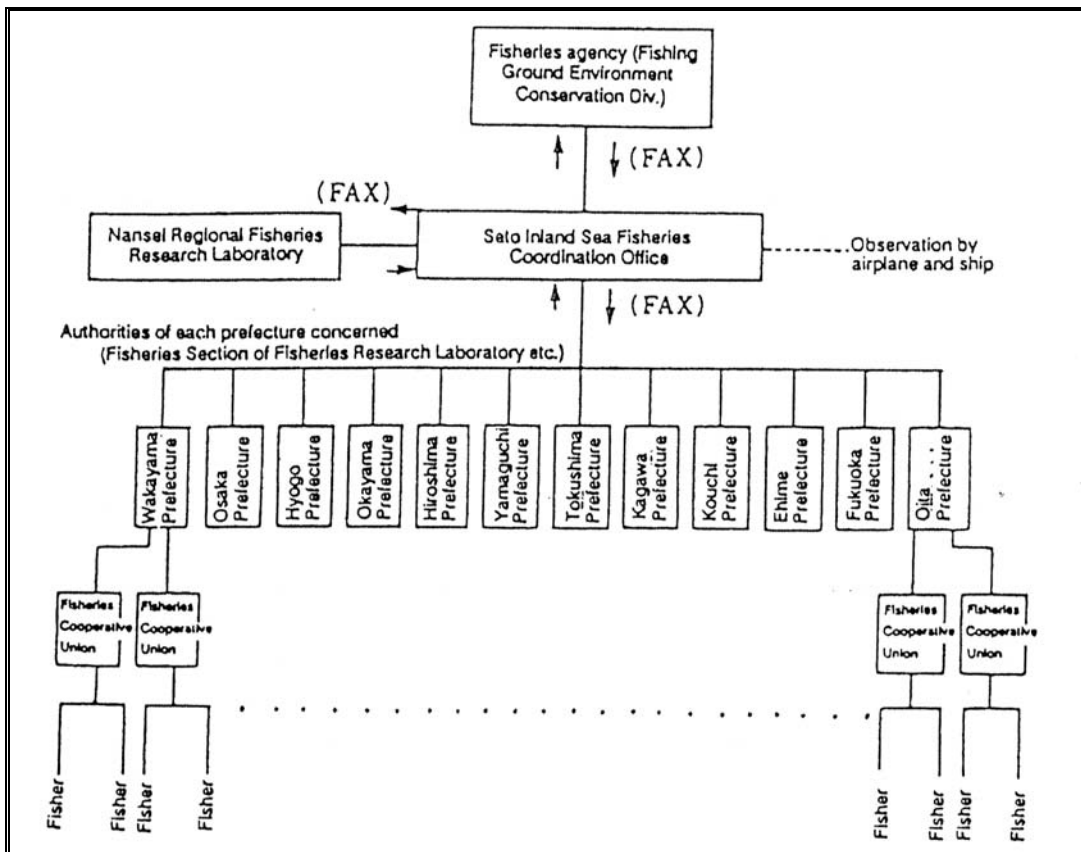 Fisheries agency (Fishing
Ground Environment
Conservation Div.)
(FAX)
(FAX)
Nansei Regional Fisheries
Research Laboratory
Seto Inland Sea Fisheries
Coordination Office
Observation by
airplane and ship
(FAX)
Authorities of each prefecture concerned
(Fisheries Section of Fisheries Research Laboratory etc.)
Wakayama
Prefecture
Osaka
Prefecture
Hyogo
Prefecture
Okayama
Prefecture
Hiroshima
Prefecture
Yamaguchi
Prefecture
Tokushima
Prefecture
Kagawa
Prefecture
Kouchi
Prefecture
Ehime
Prefecture
Fukuoka
Prefecture
Oita
Prefecture
Fisheries
Cooperative
Union
Fisheries
Cooperative
Union
Fisheries
Cooperative
Union
Fisheries
Cooperative
Union
Fisher
Fisher
Fisher
Fisher
Fisher
Fisher
Fisher
Fisher